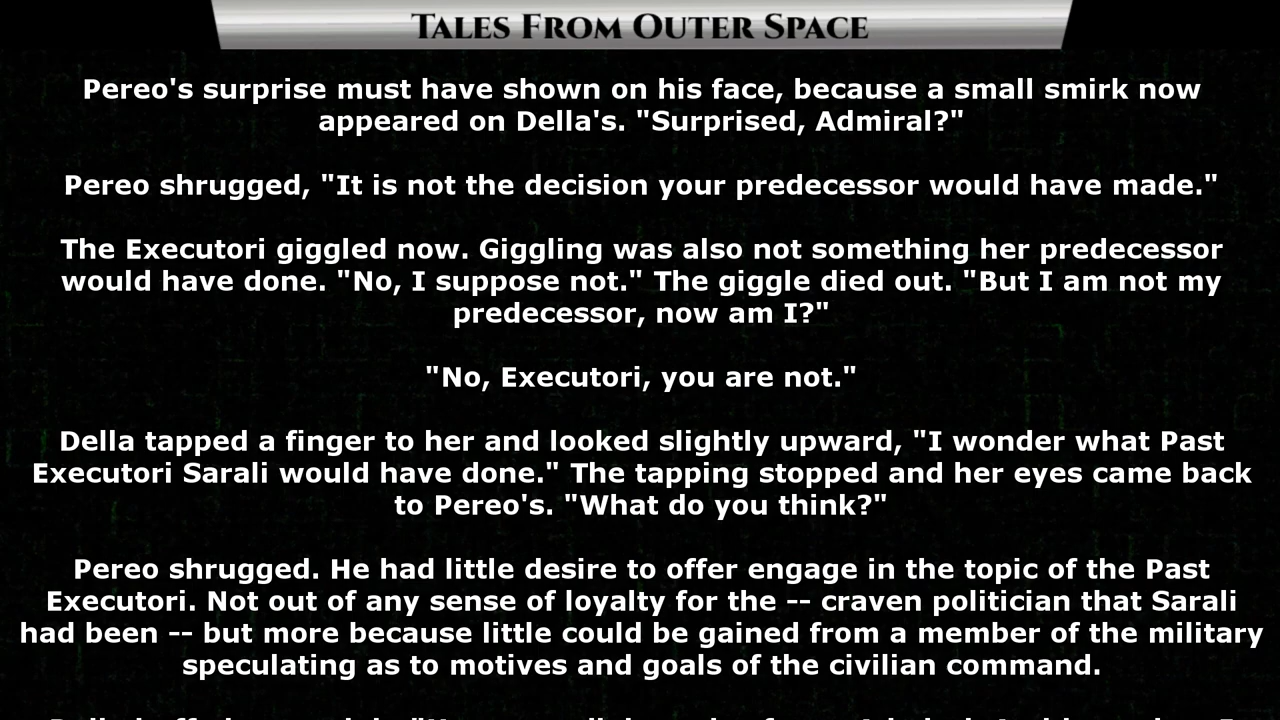 Tales From Outer Space
Pereo's surprise must have shown on his face, because a small smirk now
appeared on Della's. "Surprised, Admiral?"
Pereo shrugged, "It is not the decision your predecessor would have made."
The Executori giggled now. Giggling was also not something her predecessor
would have done. "No, I suppose not." The giggle died out. "But I am not my
predecessor, now am I?"
"No, Executori, you are not."
Della tapped a finger to her and looked slightly upward, "I wonder what Past
Executori Sarali would have done." The tapping stopped and her eyes came back
to Pereo's. "What do you think?"
Pereo shrugged. He had little desire to offer engage in the topic of the Past
Executori. Not out of any sense of loyalty for the -- craven politician that Sarali
had been -- but more because little could be gained from a member of the military
speculating as to motives and goals of the civilian command.